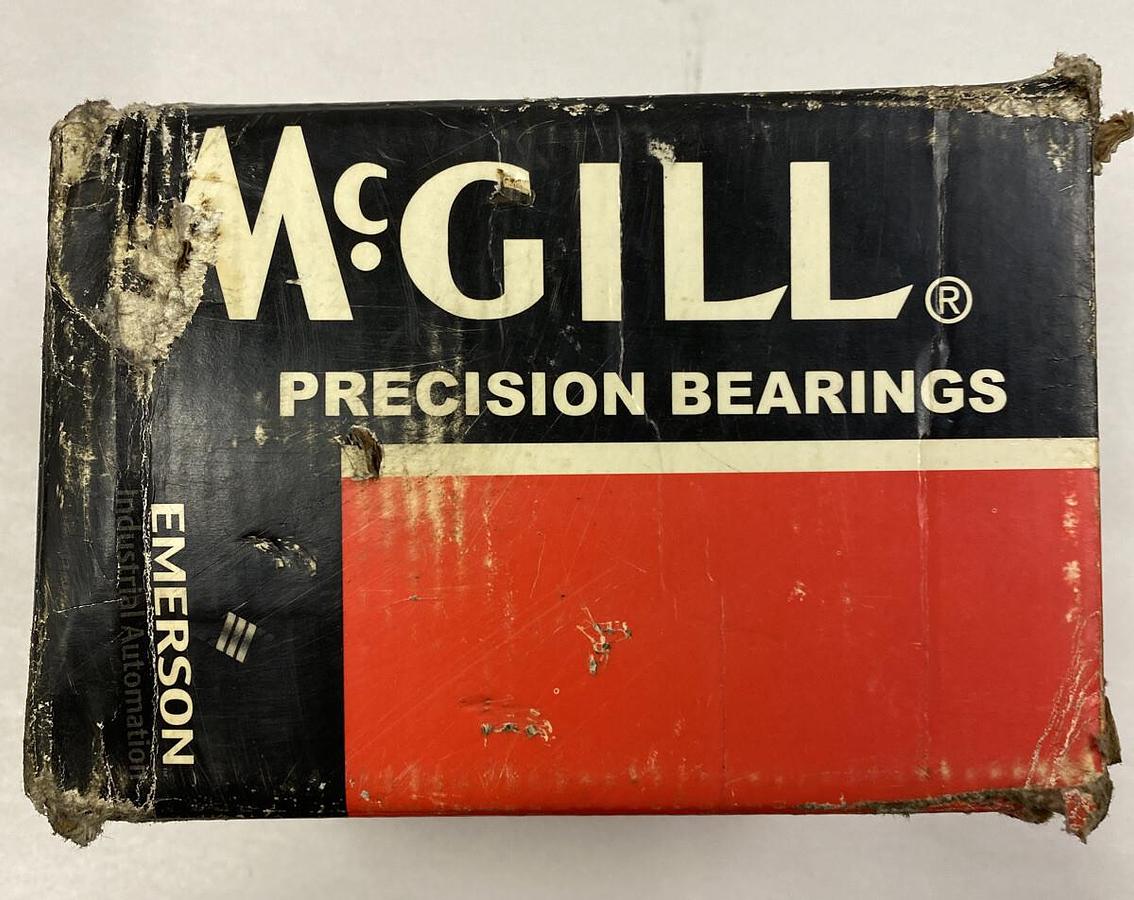 McGILL®
PRECISION BEARINGS
EMERSON
Industrial Automation